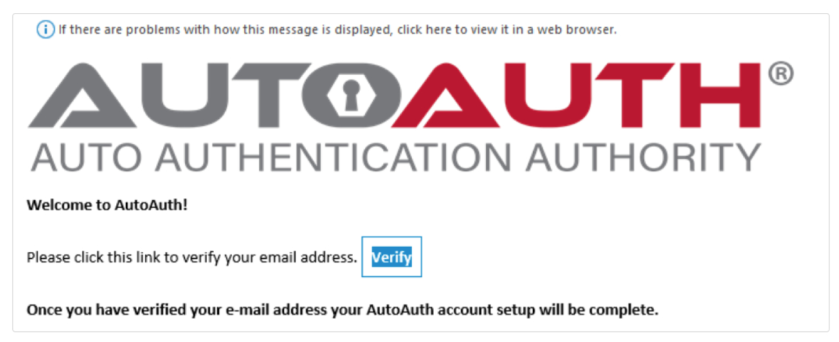 If there are problems with how this message is displayed, click here to view it in a web browser.
AUTOAUTH®
AUTO AUTHENTICATION AUTHORITY
Welcome to AutoAuth!
Please click this link to verify your email address. Verify
Once you have verified your e-mail address your AutoAuth account setup will be complete.